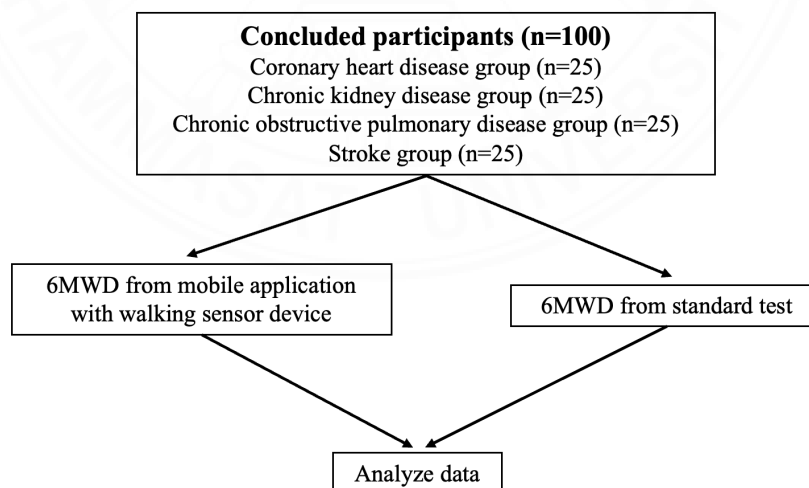 Concluded participants (n=100)
Coronary heart disease group (n=25)
Chronic kidney disease group (n=25)
Chronic obstructive pulmonary disease group (n=25)
Stroke group (n=25)
6MWD from mobile application
with walking sensor device
6MWD from standard test
Analyze data